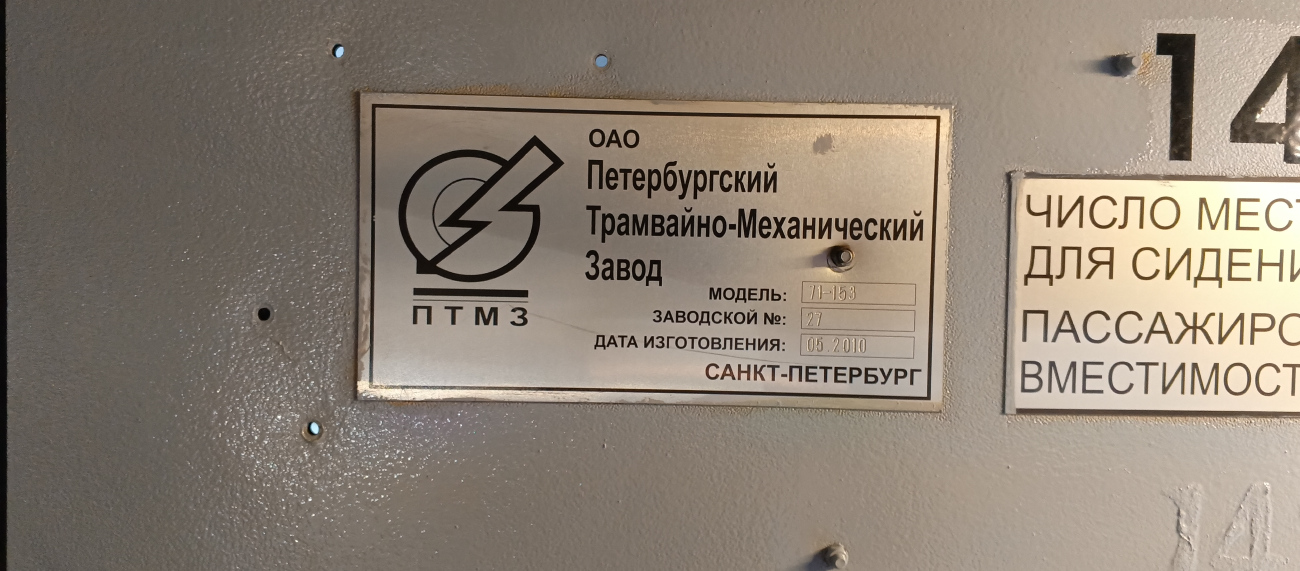 ОАО
Петербургский
Трамвайно-Механический
Завод
ПТМЗ
МОДЕЛЬ: 71-153
ЗАВОДСКОЙ №: 27
ДАТА ИЗГОТОВЛЕНИЯ: 05.2010
САНКТ-ПЕТЕРБУРГ
14
ЧИСЛО МЕСТ
ДЛЯ СИДЕНИ
ПАССАЖИРО
ВМЕСТИМОСТ
14